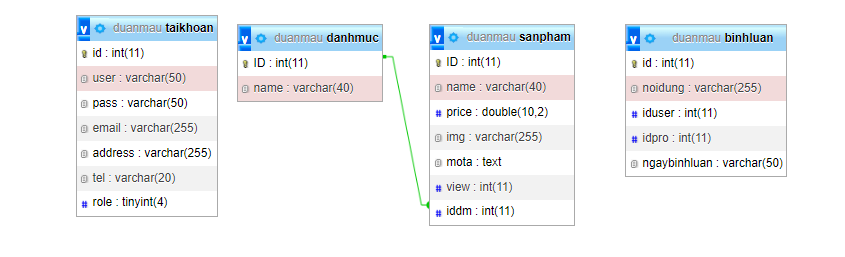 duanmau taikhoan
id : int(11)
user : varchar(50)
pass : varchar(50)
email : varchar(255)
address : varchar(255)
tel : varchar(20)
role : tinyint(4)
duanmau danhmuc
ID : int(11)
name : varchar(40)
duanmau sanpham
ID : int(11)
name : varchar(40)
price : double(10,2)
img : varchar(255)
mota : text
view : int(11)
iddm : int(11)
duanmau binhluan
id : int(11)
noidung : varchar(255)
iduser : int(11)
idpro : int(11)
ngaybinhluan : varchar(50)